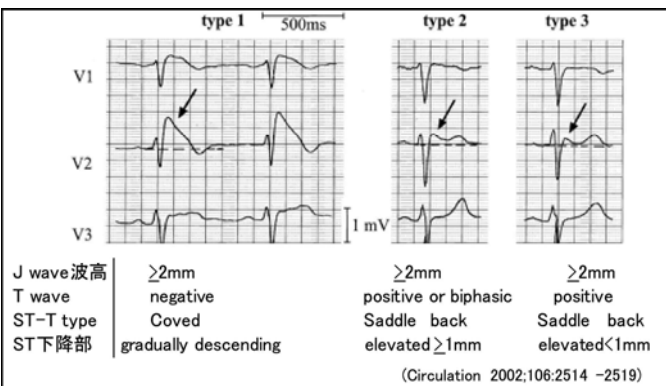 type 1 500ms type 2 type 3
V1
V2
V3 1 mV
J wave波高 ≥2mm ≥2mm ≥2mm
T wave negative positive or biphasic positive
ST-T type Coved Saddle back Saddle back
ST下降部 gradually descending elevated≥1mm elevated<1mm
(Circulation 2002;106:2514 -2519)